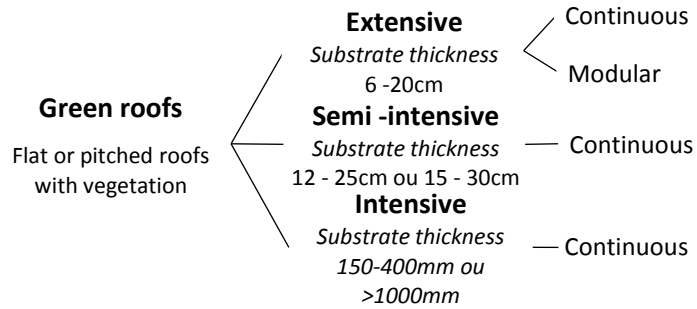 Green roofs
Flat or pitched roofs
with vegetation
Extensive
Substrate thickness
6 -20cm
Continuous
Modular
Semi -intensive
Substrate thickness
12 - 25cm ou 15 - 30cm
Continuous
Intensive
Substrate thickness
150-400mm ou
>1000mm
Continuous